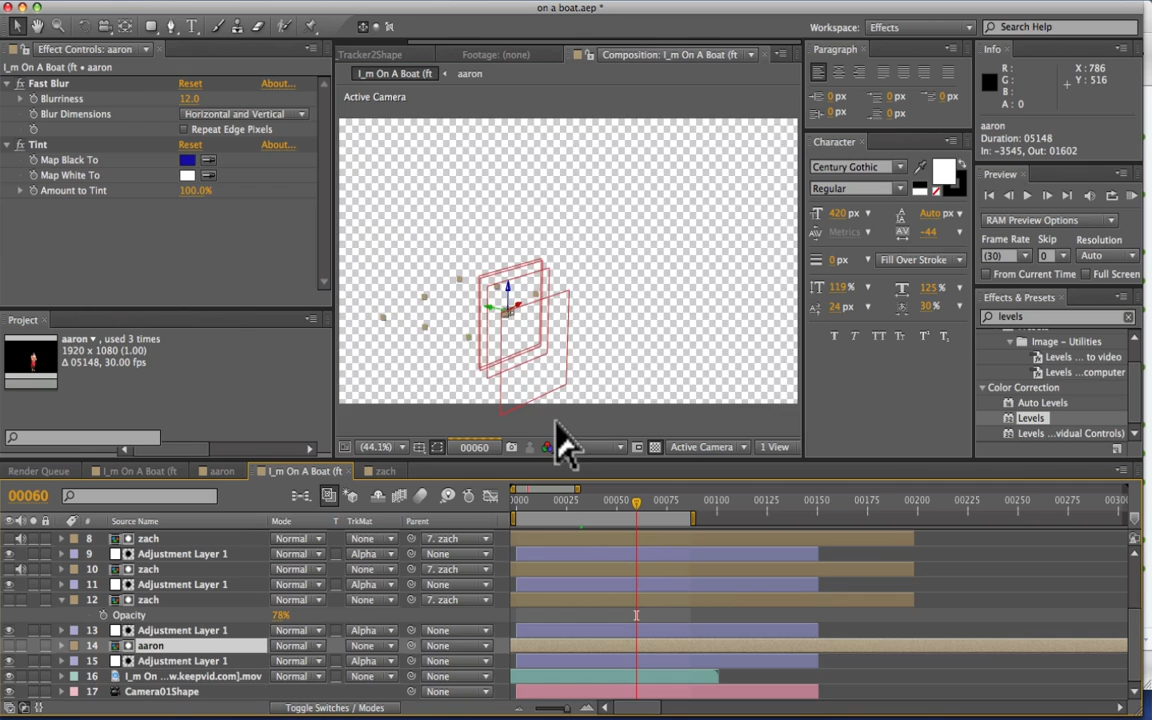 on a boat.aep *
Workspace: Effects
Search Help
Effect Controls: aaron
I_m On A Boat (ft • aaron
fx Fast Blur Reset About...
Blurriness 12.0
Blur Dimensions Horizontal and Vertical
Repeat Edge Pixels
fx Tint Reset About...
Map Black To
Map White To
Amount to Tint 100.0%
Tracker2Shape Footage: (none) Composition: I_m On A Boat (ft
I_m On A Boat (ft aaron
Active Camera
(44.1%) 00060 Active Camera 1 View
Project
aaron , used 3 times
1920 x 1080 (1.00)
Δ 05148, 30.00 fps
Paragraph
0 px 0 px 0 px
0 px 0 px
Character
Century Gothic
Regular
420 px Auto px
Metrics -44
0 px Fill Over Stroke
119% 125%
24 px 30%
T T TT Tt T T
Info
R: X: 786
G: Y: 516
B:
A: 0
aaron
Duration: 05148
In: -3545, Out: 01602
Preview
RAM Preview Options
Frame Rate Skip Resolution
(30) 0 Auto
From Current Time Full Screen
Effects & Presets
levels
Image - Utilities
Levels ... to video
Levels ...computer
Color Correction
Auto Levels
Levels
Levels ...vidual Controls)
Render Queue I_m On A Boat (ft aaron I_m On A Boat (ft zach
00060
0000 00025 00050 00075 00100 00125 00150 00175 00200 00225 00250 00275 00300
# Source Name Mode T TrkMat Parent
8 zach Normal None 7. zach
9 Adjustment Layer 1 Normal Alpha None
10 zach Normal None 7. zach
11 Adjustment Layer 1 Normal Alpha None
12 zach Normal None 7. zach
Opacity 78%
13 Adjustment Layer 1 Normal Alpha None
14 aaron Normal None None
15 Adjustment Layer 1 Normal Alpha None
16 I_m On ...w.keepvid.com].mov Normal None None
17 Camera01Shape Normal None None
Toggle Switches / Modes